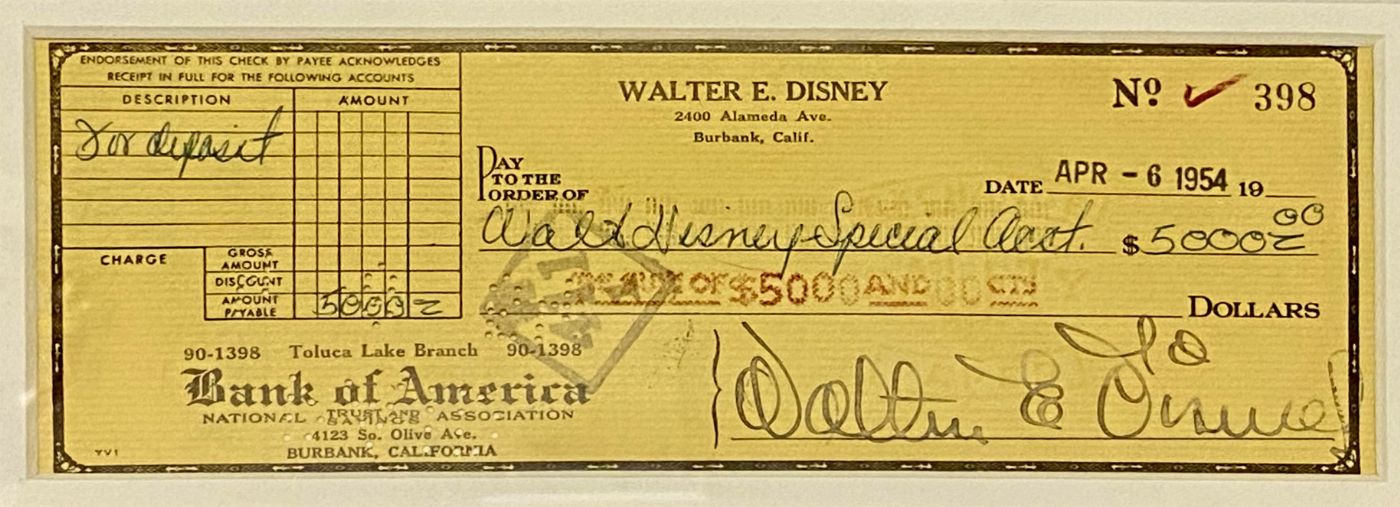 ENDORSEMENT OF THIS CHECK BY PAYEE ACKNOWLEDGES
RECEIPT IN FULL FOR THE FOLLOWING ACCOUNTS
DESCRIPTION AMOUNT
For deposit
CHARGE
GROSS AMOUNT
DISCOUNT
AMOUNT PAYABLE 5000
90-1398 Toluca Lake Branch 90-1398
Bank of America
NATIONAL TRUST AND SAVINGS ASSOCIATION
4123 So. Olive Ave.
BURBANK, CALIFORNIA
YV1
WALTER E. DISNEY
2400 Alameda Ave.
Burbank, Calif.
Nº 398
DATE APR - 6 1954 19
PAY TO THE ORDER OF
Walt Disney Special Acct. $ 5000 00
OF $5000 AND 00 CTS
DOLLARS
Walter E Disney